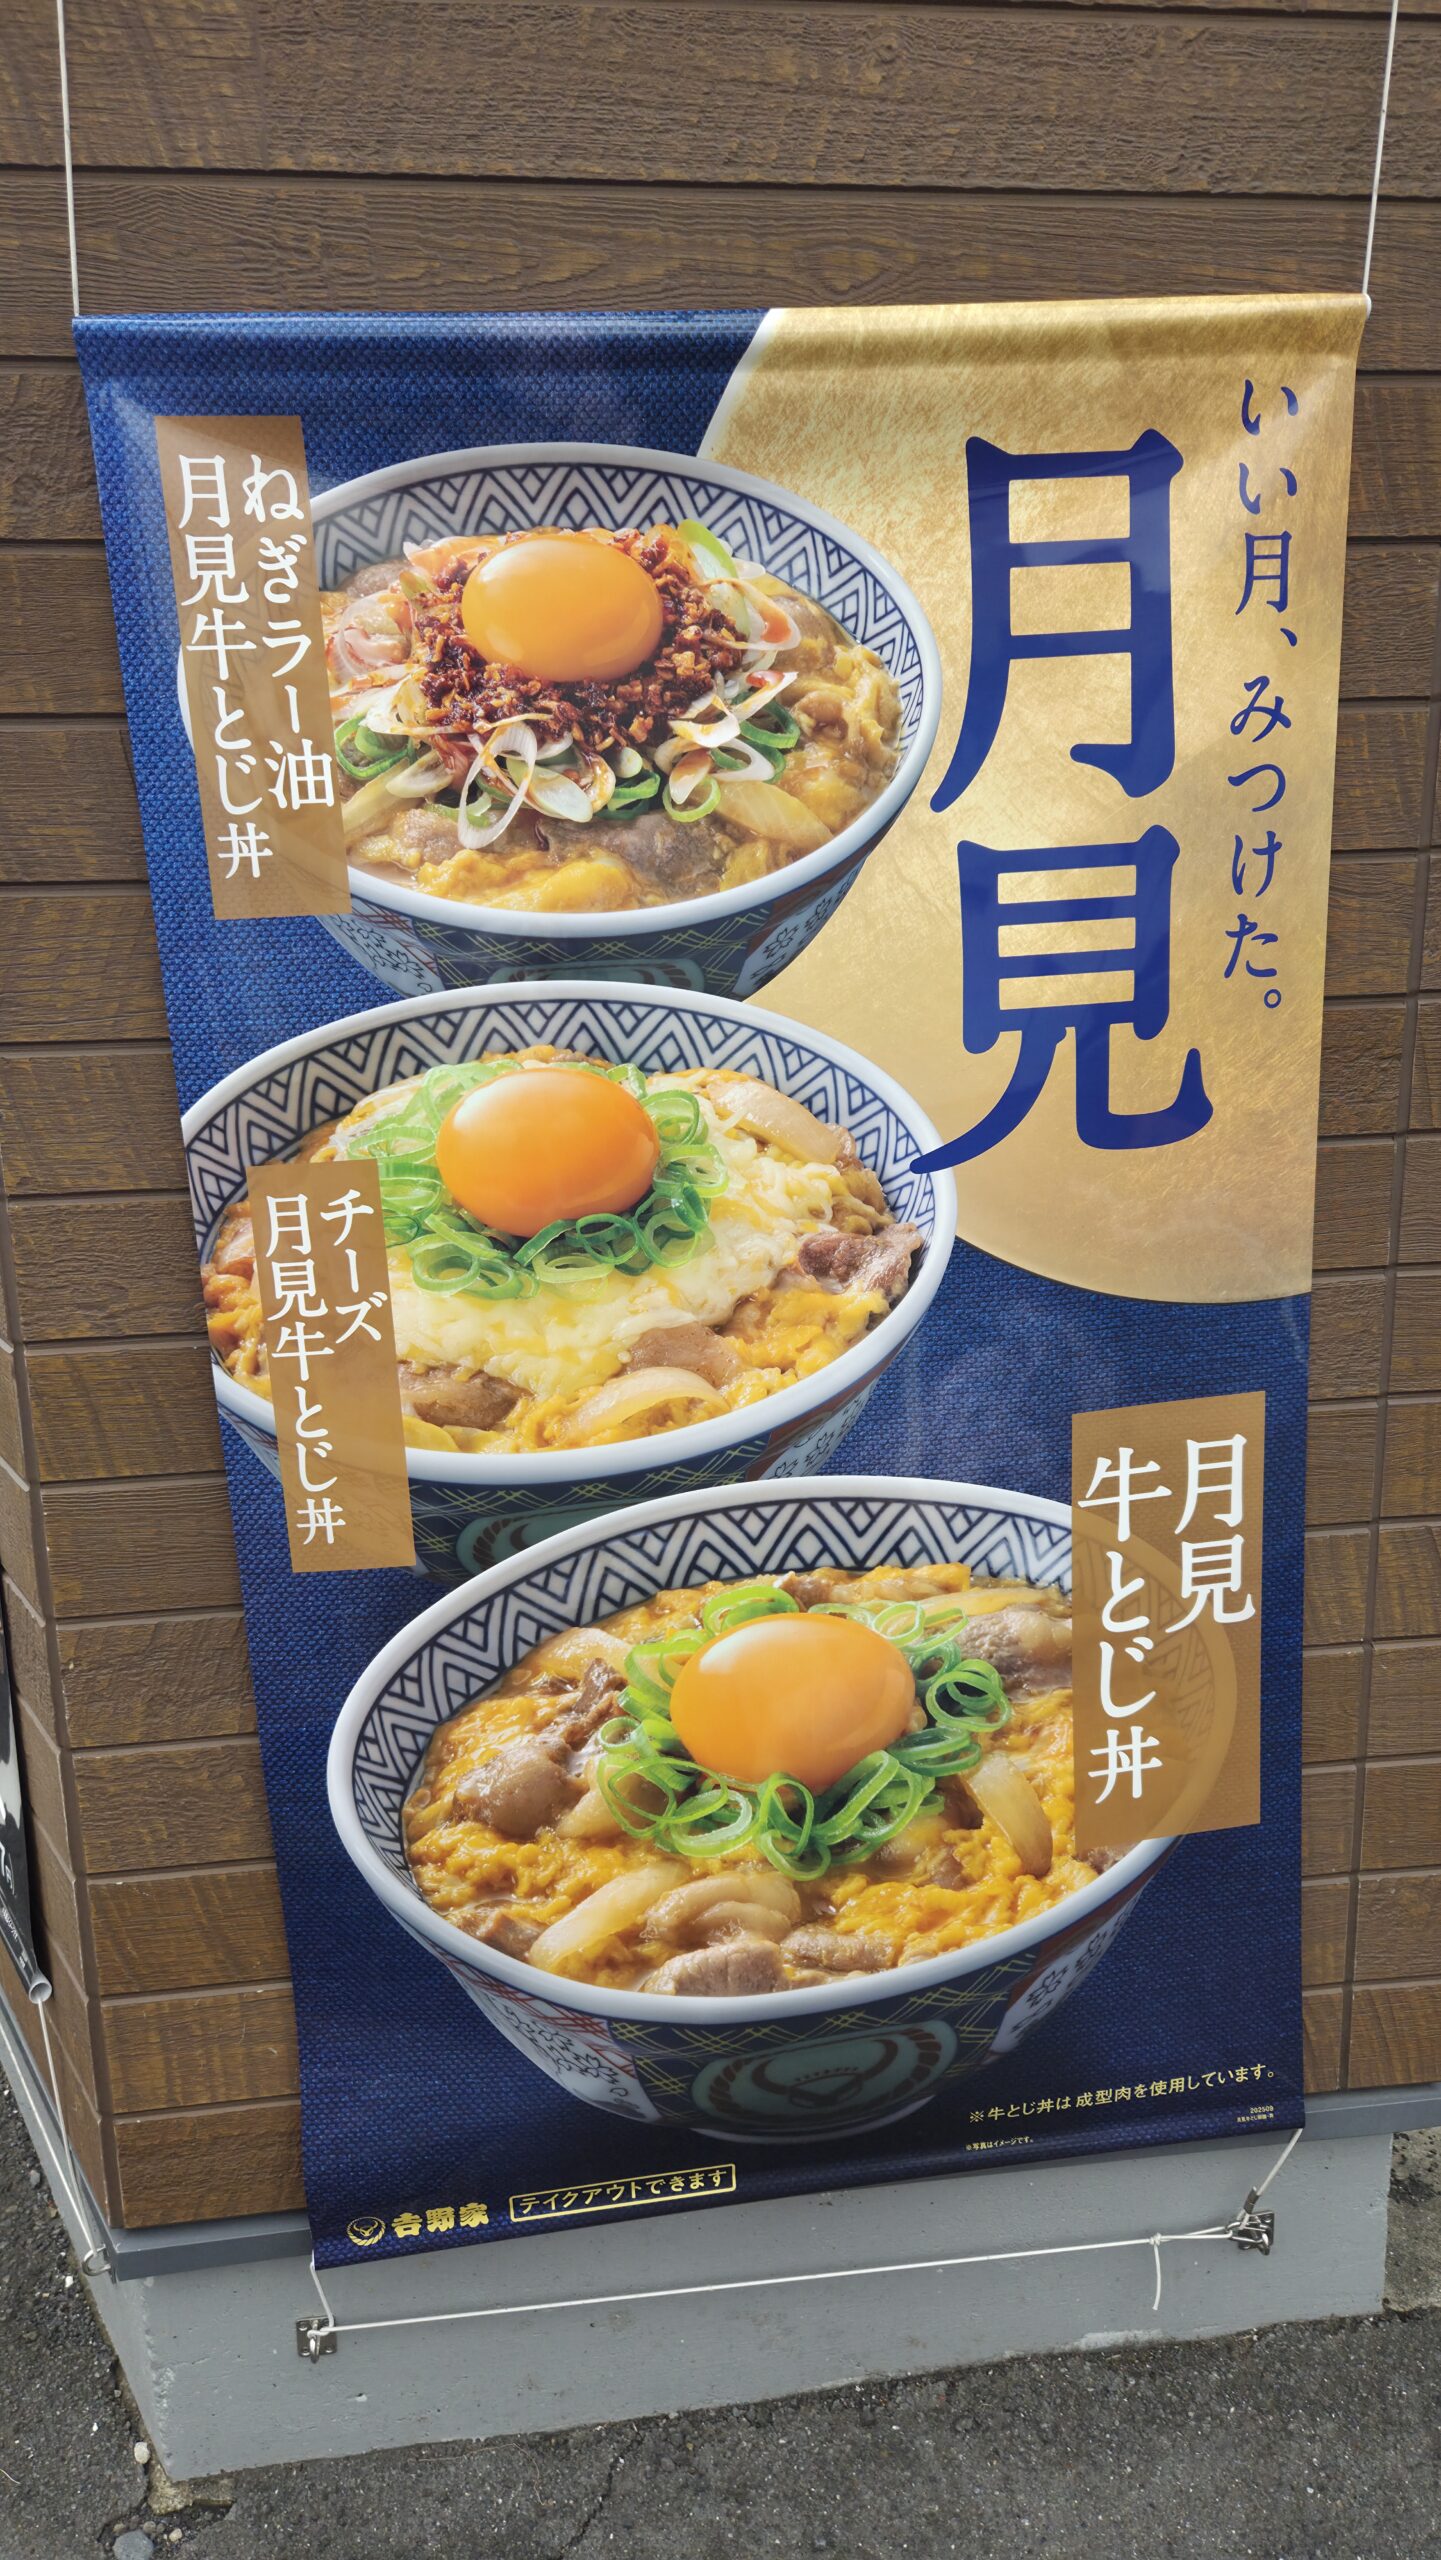 いい月、みつけた。
月見
ねぎラー油
月見牛とじ丼
チーズ
月見牛とじ丼
月見
牛とじ丼
※牛とじ丼は成型肉を使用しています。
202509
※写真はイメージです。
吉野家
テイクアウトできます